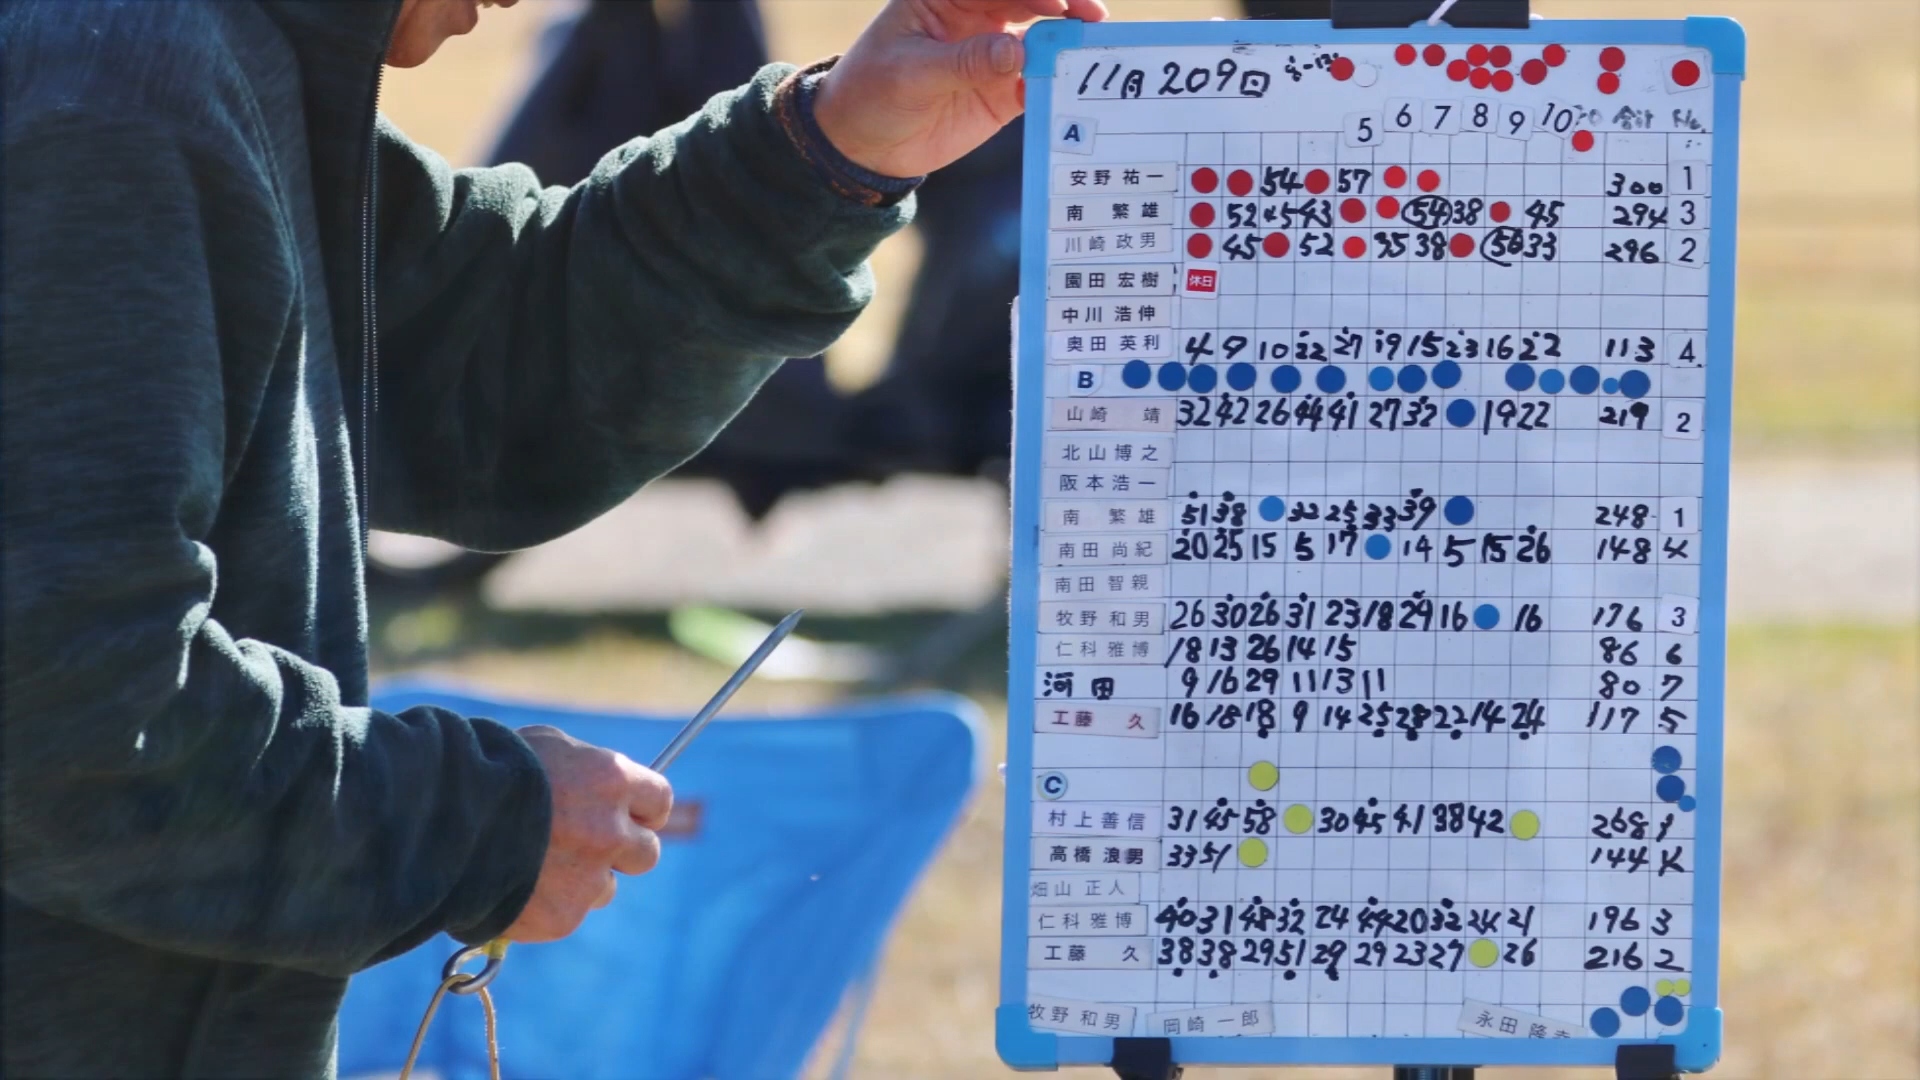 11月 209回
5 6 7 8 9 10 合計
A
安野 祐一 54 57 300 1
南 繁雄 52 45 43 54 38 45 294 3
川崎 政男 45 52 35 38 50 33 296 2
園田 宏樹 休日
中川 浩伸
奥田 英利 4 9 10 22 27 19 15 23 16 22 113 4
B
山崎 靖 32 42 26 44 41 27 32 19 22 219 2
北山 博之
阪本 浩一
南 繁雄 51 38 32 25 33 39 248 1
南田 尚紀 20 25 15 5 17 14 5 15 26 148 4
南田 智親
牧野 和男 26 30 26 31 23 18 29 16 16 176 3
仁科 雅博 18 13 26 14 15 86 6
河田 9 16 29 11 13 11 80 7
工藤 久 16 18 18 9 14 25 28 22 14 24 117 5
C
村上 善信 31 45 58 30 45 41 38 42 268 1
高橋 浪男 33 51 144 4
畑山 正人
仁科 雅博 40 31 48 32 24 44 20 32 24 21 196 3
工藤 久 38 38 29 51 29 29 23 27 26 216 2
牧野 和男 岡崎 一郎 永田 隆